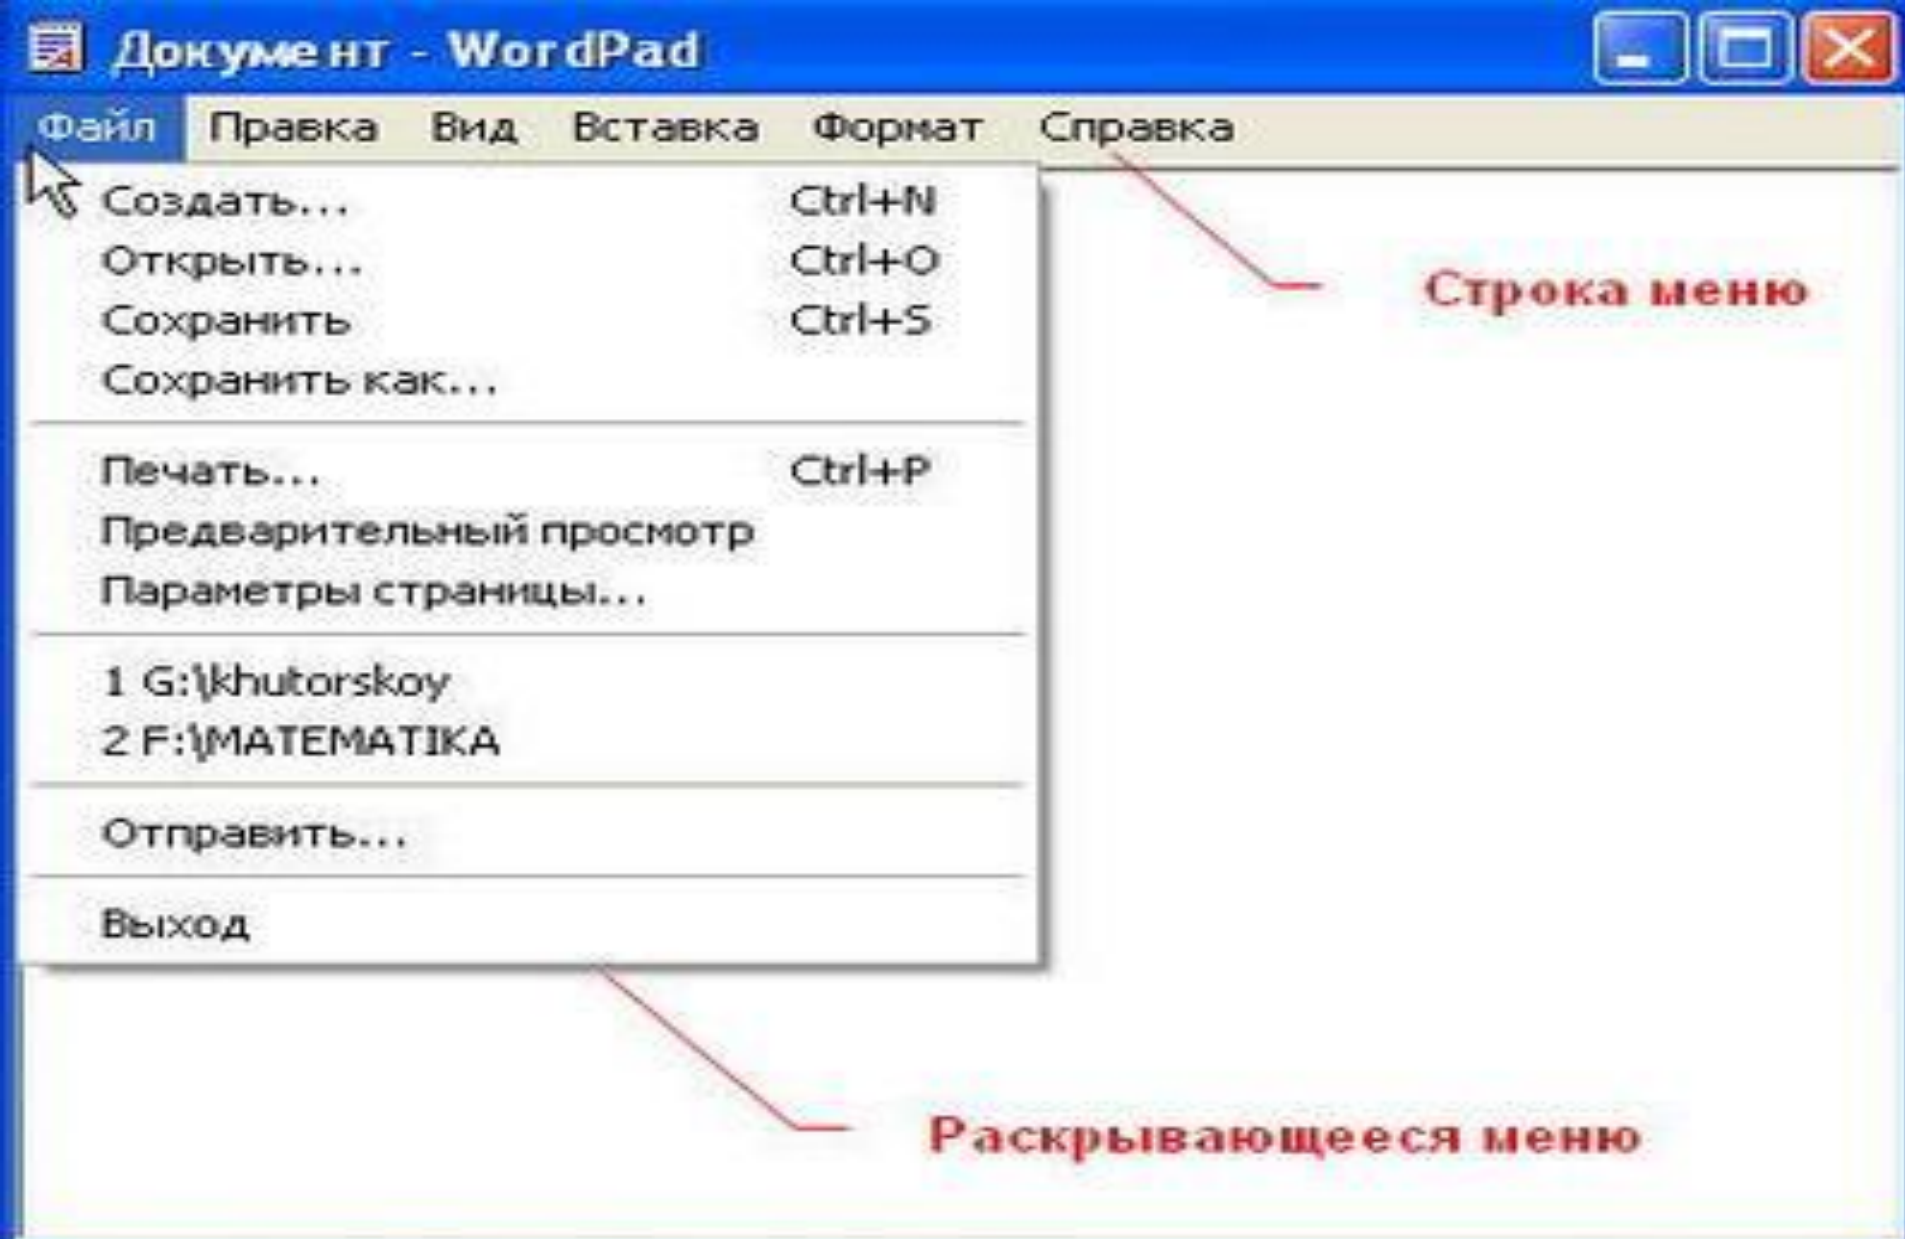 Документ - WordPad
Файл Правка Вид Вставка Формат Справка
Создать... Ctrl+N
Открыть... Ctrl+O
Сохранить Ctrl+S
Сохранить как...
Строка меню
Печать... Ctrl+P
Предварительный просмотр
Параметры страницы...
1 G:\khutorskoy
2 F:\MATEMATIKA
Отправить...
Выход
Раскрывающееся меню